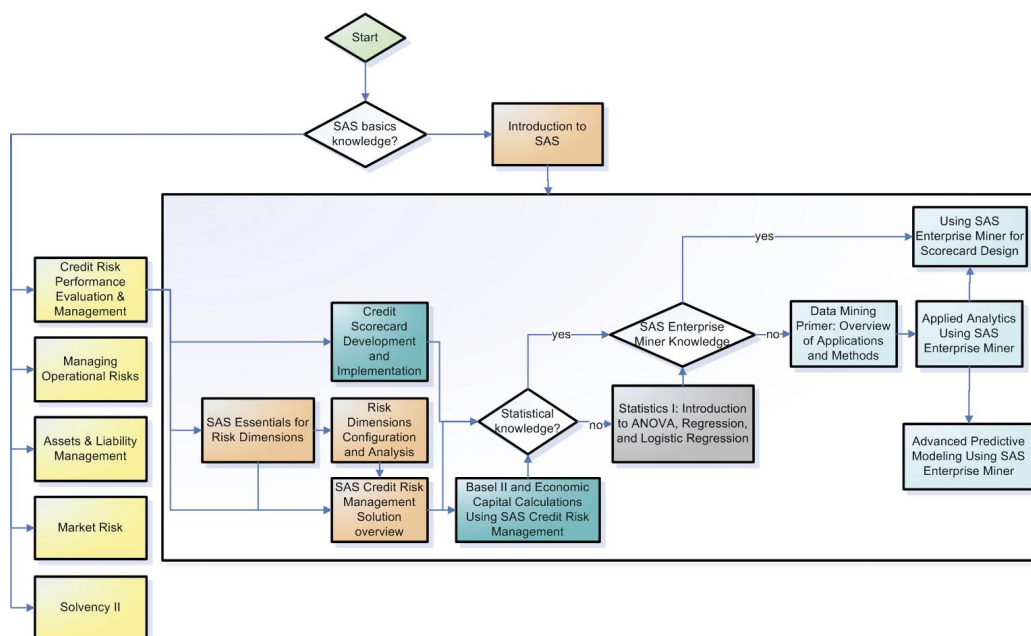 Start
SAS basics
knowledge?
Introduction to
SAS
Using SAS
Enterprise Miner for
Scorecard Design
yes
Credit Risk
Performance
Evaluation &
Management
Credit
Scorecard
Development
and
Implementation
yes
SAS Enterprise
Miner Knowledge
no
Data Mining
Primer: Overview
of Applications
and Methods
Applied Analytics
Using SAS
Enterprise Miner
Managing
Operational Risks
SAS Essentials for
Risk Dimensions
Risk
Dimensions
Configuration
and Analysis
Statistical
knowledge?
no
Statistics I: Introduction
to ANOVA, Regression,
and Logistic Regression
Assets & Liability
Management
Advanced Predictive
Modeling Using SAS
Enterprise Miner
SAS Credit Risk
Management
Solution
overview
Basel II and Economic
Capital Calculations
Using SAS Credit Risk
Management
Market Risk
Solvency II